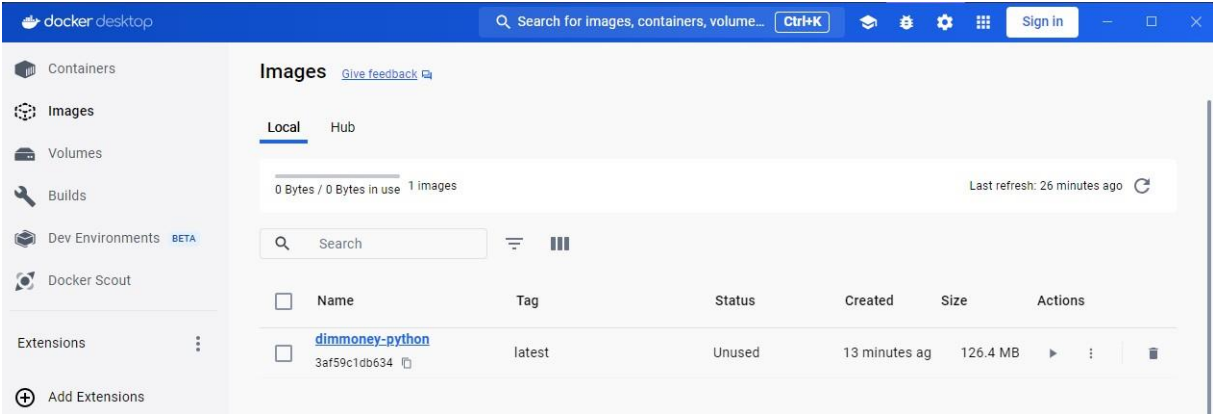 docker desktop
Search for images, containers, volume... Ctrl+K
Sign in
Containers
Images
Volumes
Builds
Dev Environments BETA
Docker Scout
Extensions
Add Extensions
Images Give feedback
Local Hub
0 Bytes / 0 Bytes in use 1 images
Last refresh: 26 minutes ago
Search
Name Tag Status Created Size Actions
dimmoney-python
3af59c1db634
latest Unused 13 minutes ag 126.4 MB